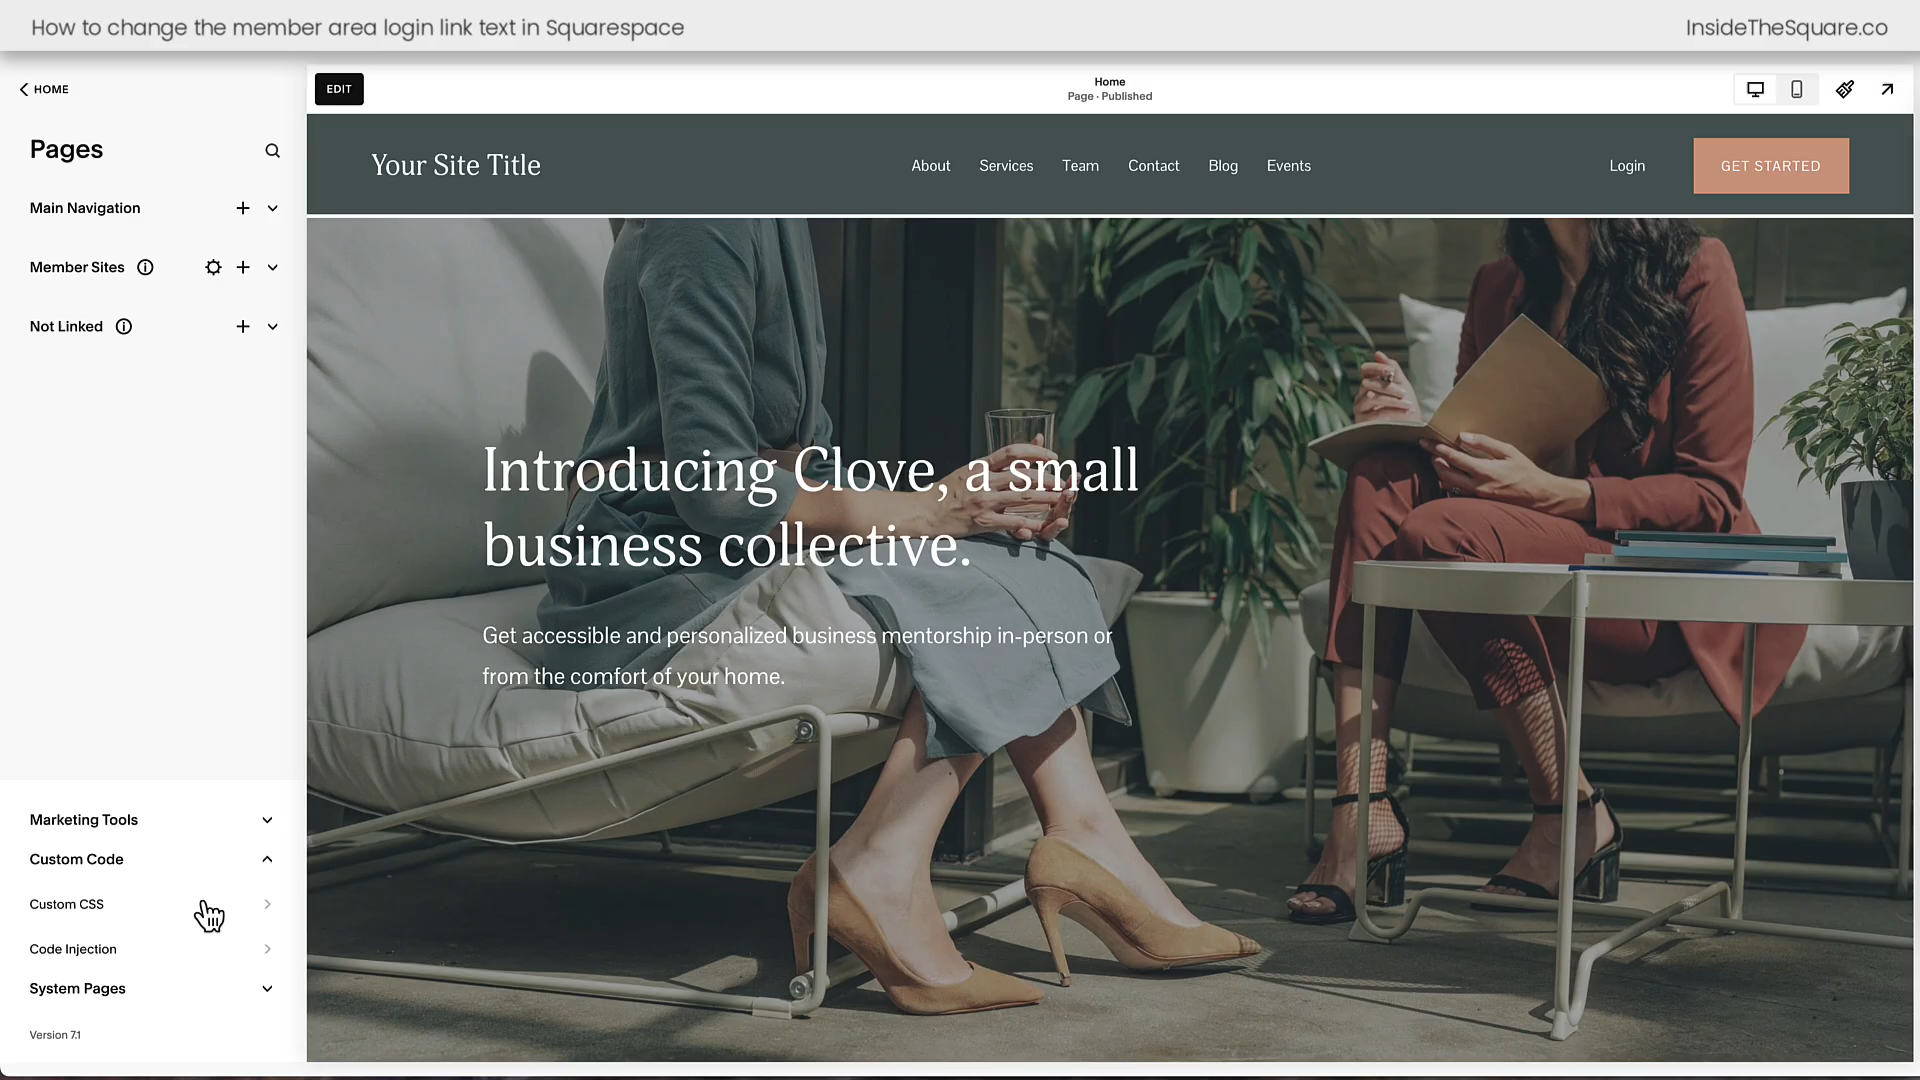 How to change the member area login link text in Squarespace
InsideTheSquare.co
HOME
EDIT
Home
Page · Published
Pages
Main Navigation
Member Sites
Not Linked
Your Site Title
About Services Team Contact Blog Events
Login
GET STARTED
Introducing Clove, a small
business collective.
Get accessible and personalized business mentorship in-person or
from the comfort of your home.
Marketing Tools
Custom Code
Custom CSS
Code Injection
System Pages
Version 7.1